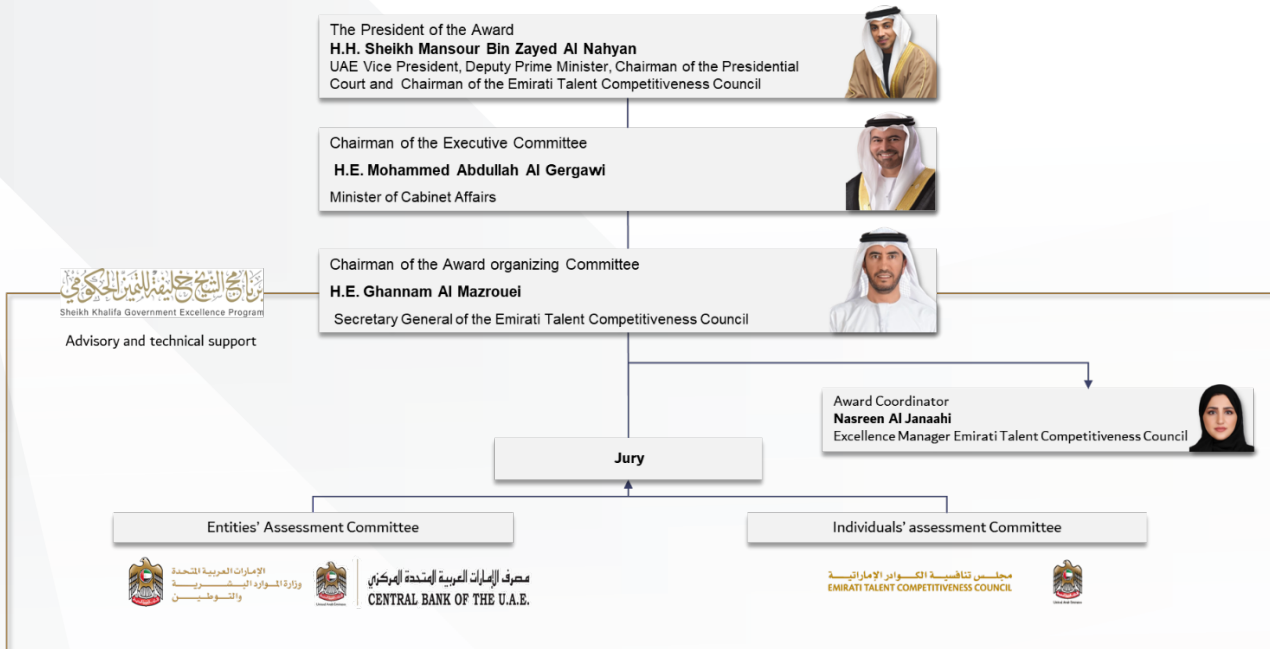 The President of the Award
H.H. Sheikh Mansour Bin Zayed Al Nahyan
UAE Vice President, Deputy Prime Minister, Chairman of the Presidential
Court and Chairman of the Emirati Talent Competitiveness Council
Chairman of the Executive Committee
H.E. Mohammed Abdullah Al Gergawi
Minister of Cabinet Affairs
برنامج الشيخ خليفة للتميز الحكومي
Sheikh Khalifa Government Excellence Program
Advisory and technical support
Chairman of the Award organizing Committee
H.E. Ghannam Al Mazrouei
Secretary General of the Emirati Talent Competitiveness Council
Award Coordinator
Nasreen Al Janaahi
Excellence Manager Emirati Talent Competitiveness Council
Jury
Entities' Assessment Committee
Individuals' assessment Committee
الإمارات العربية المتحدة
وزارة الموارد البشرية
والتوطين
مصرف الإمارات العربية المتحدة المركزي
CENTRAL BANK OF THE U.A.E.
مجلس تنافسية الكوادر الإماراتية
EMIRATI TALENT COMPETITIVENESS COUNCIL